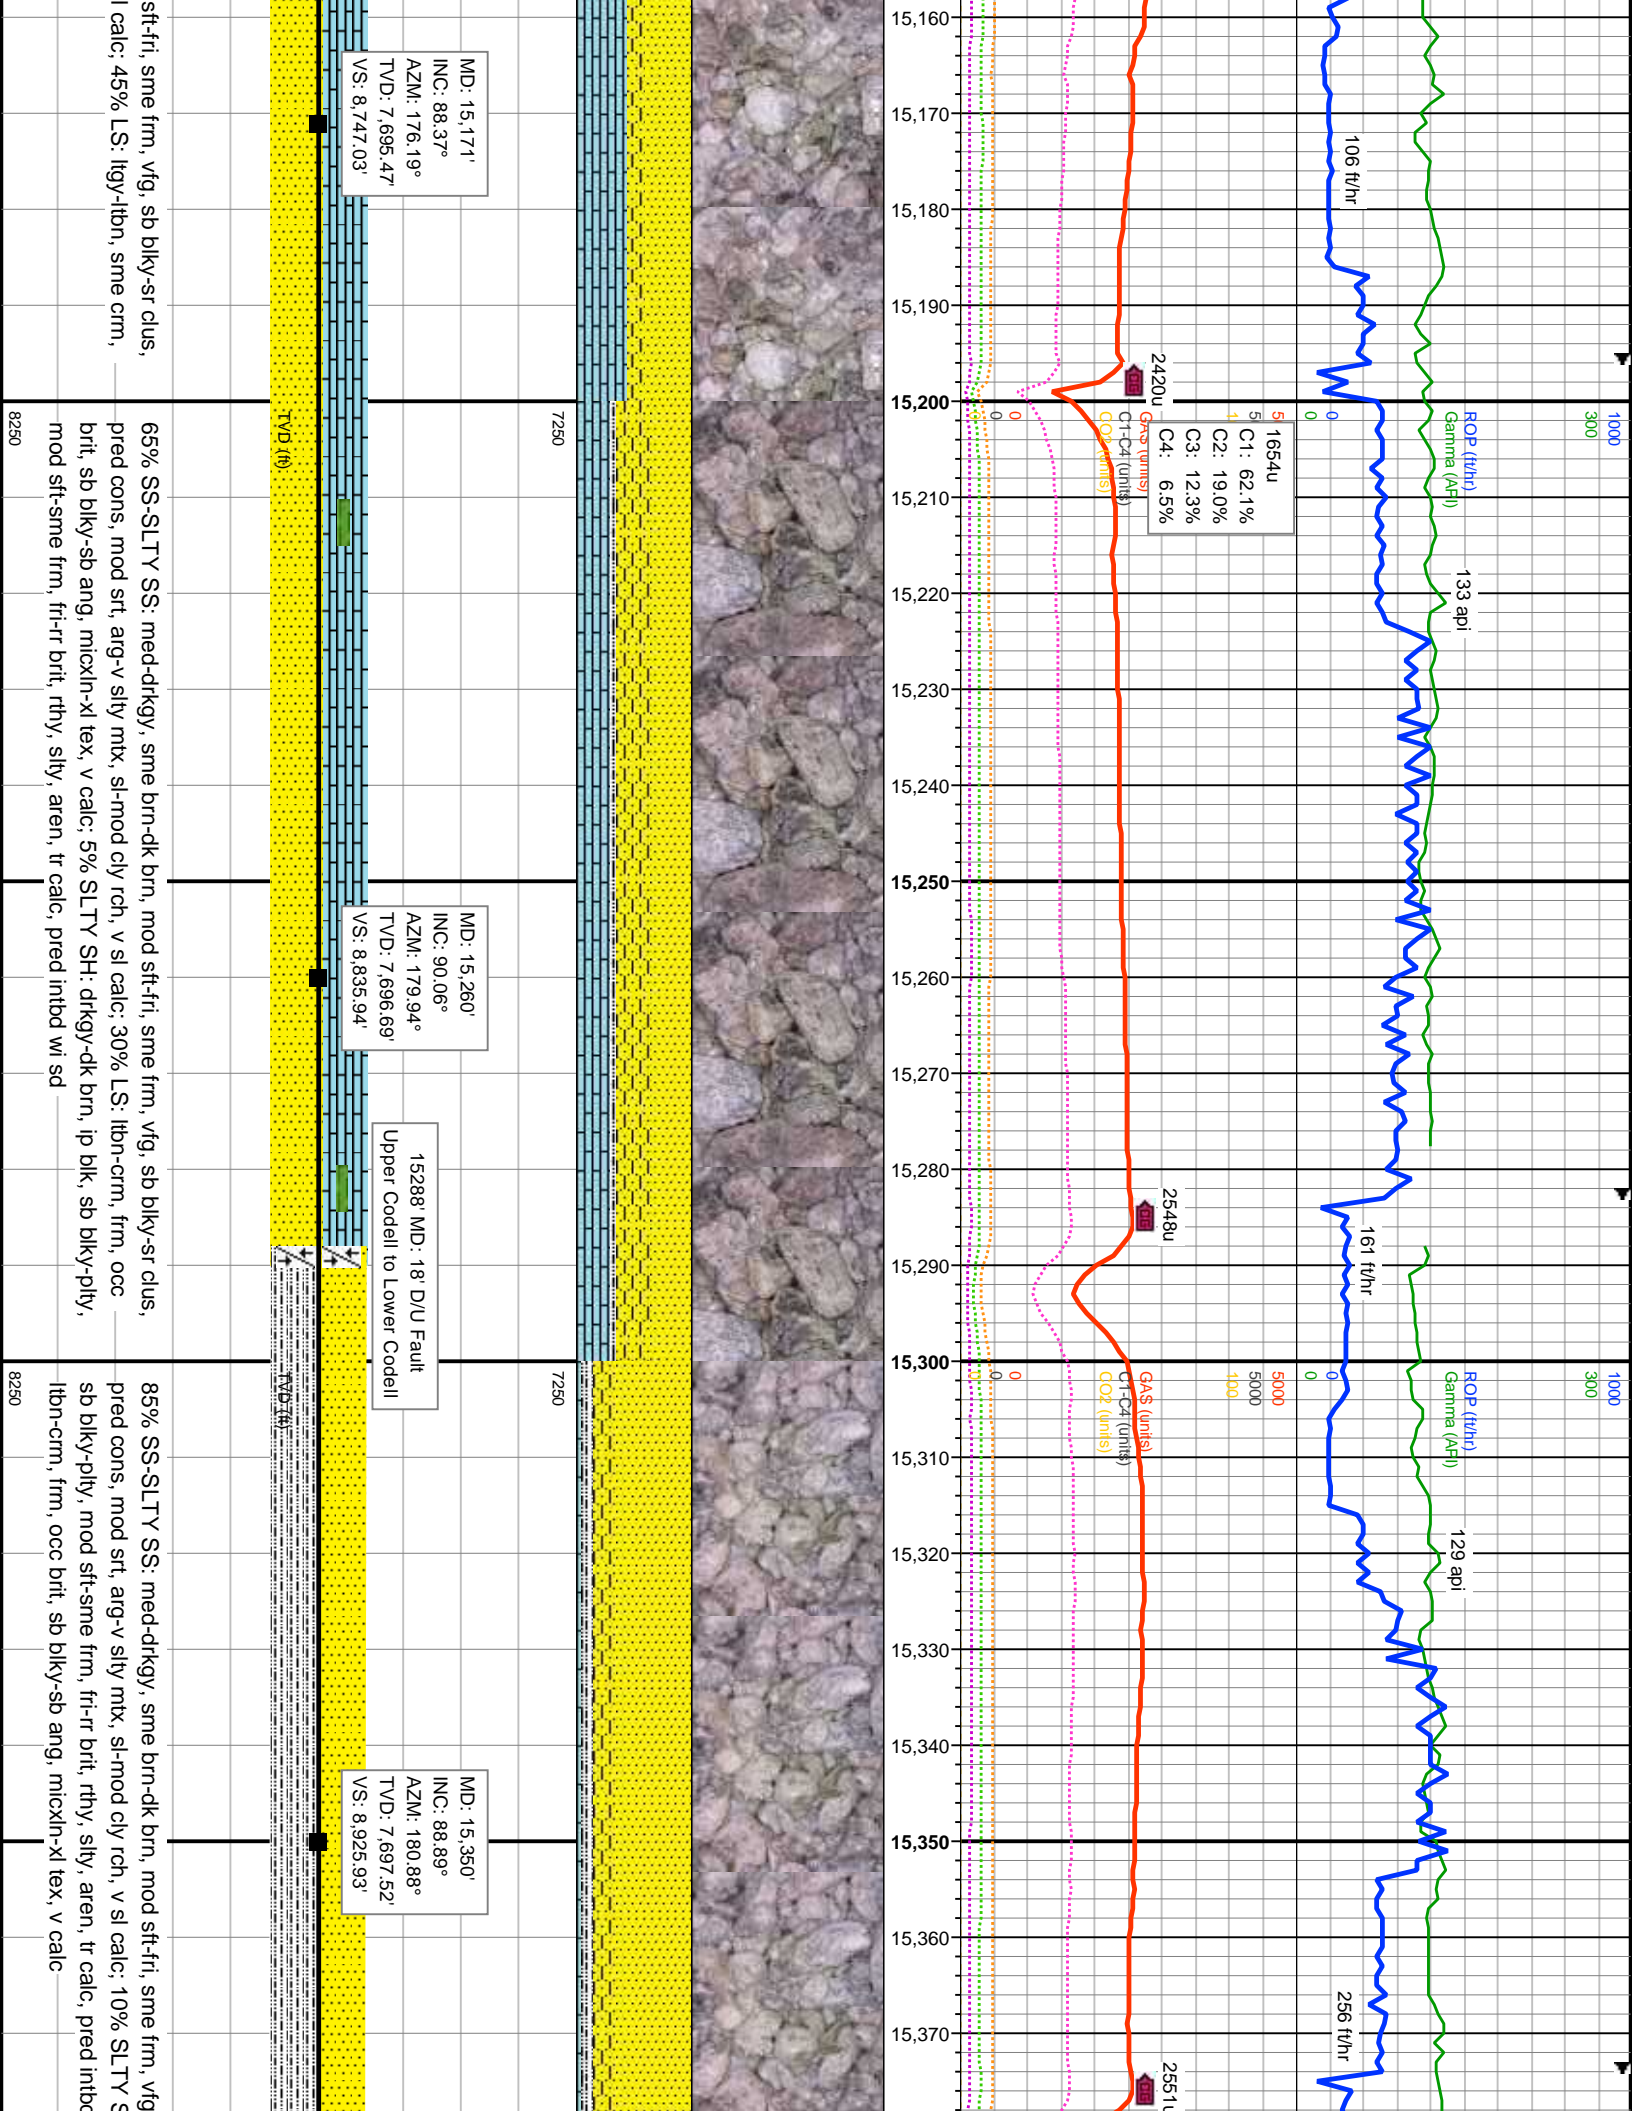 1000
300
ROP (ft/hr)
Gamma (API)
0
0
1000
300
ROP (ft/hr)
Gamma (API)
0
0
106 ft/hr
133 api
161 ft/hr
129 api
256 ft/hr
2420u
2548u
2551u
1654u
C1: 62.1%
C2: 19.0%
C3: 12.3%
C4: 6.5%
GAS (units)
C1-C4 (units)
CO2 (units)
0
0
0
5000
5000
100
GAS (units)
C1-C4 (units)
CO2 (units)
0
0
0
15,160
15,170
15,180
15,190
15,200
15,210
15,220
15,230
15,240
15,250
15,260
15,270
15,280
15,290
15,300
15,310
15,320
15,330
15,340
15,350
15,360
15,370
7250
7250
MD: 15,171'
INC: 88.37°
AZM: 176.19°
TVD: 7,695.47'
VS: 8,747.03'
MD: 15,260'
INC: 90.06°
AZM: 179.94°
TVD: 7,696.69'
VS: 8,835.94'
15288' MD: 18' D/U Fault
Upper Codell to Lower Codell
MD: 15,350'
INC: 88.89°
AZM: 180.88°
TVD: 7,697.52'
VS: 8,925.93'
TVD (ft)
TVD (ft)
sft-fri, sme frm, vfg, sb blky-sr clus,
l calc; 45% LS: ltgy-ltbn, sme crm,
65% SS-SLTY SS: med-drkgy, sme brn-dk brn, mod sft-fri, sme frm, vfg, sb blky-sr clus,
pred cons, mod srt, arg-v slty mtx, sl-mod cly rch, v sl calc; 30% LS: ltbn-crm, frm, occ
brit, sb blky-sb ang, micxln-xl tex, v calc; 5% SLTY SH: drkgy-dk brn, ip blk, sb blky-plty,
mod sft-sme frm, fri-rr brit, rthy, slty, aren, tr calc, pred intbd wi sd
85% SS-SLTY SS: med-drkgy, sme brn-dk brn, mod sft-fri, sme frm, vfg
pred cons, mod srt, arg-v slty mtx, sl-mod cly rch, v sl calc; 10% SLTY S
sb blky-plty, mod sft-sme frm, fri-rr brit, rthy, slty, aren, tr calc, pred intbd
ltbn-crm, frm, occ brit, sb blky-sb ang, micxln-xl tex, v calc
8250
8250